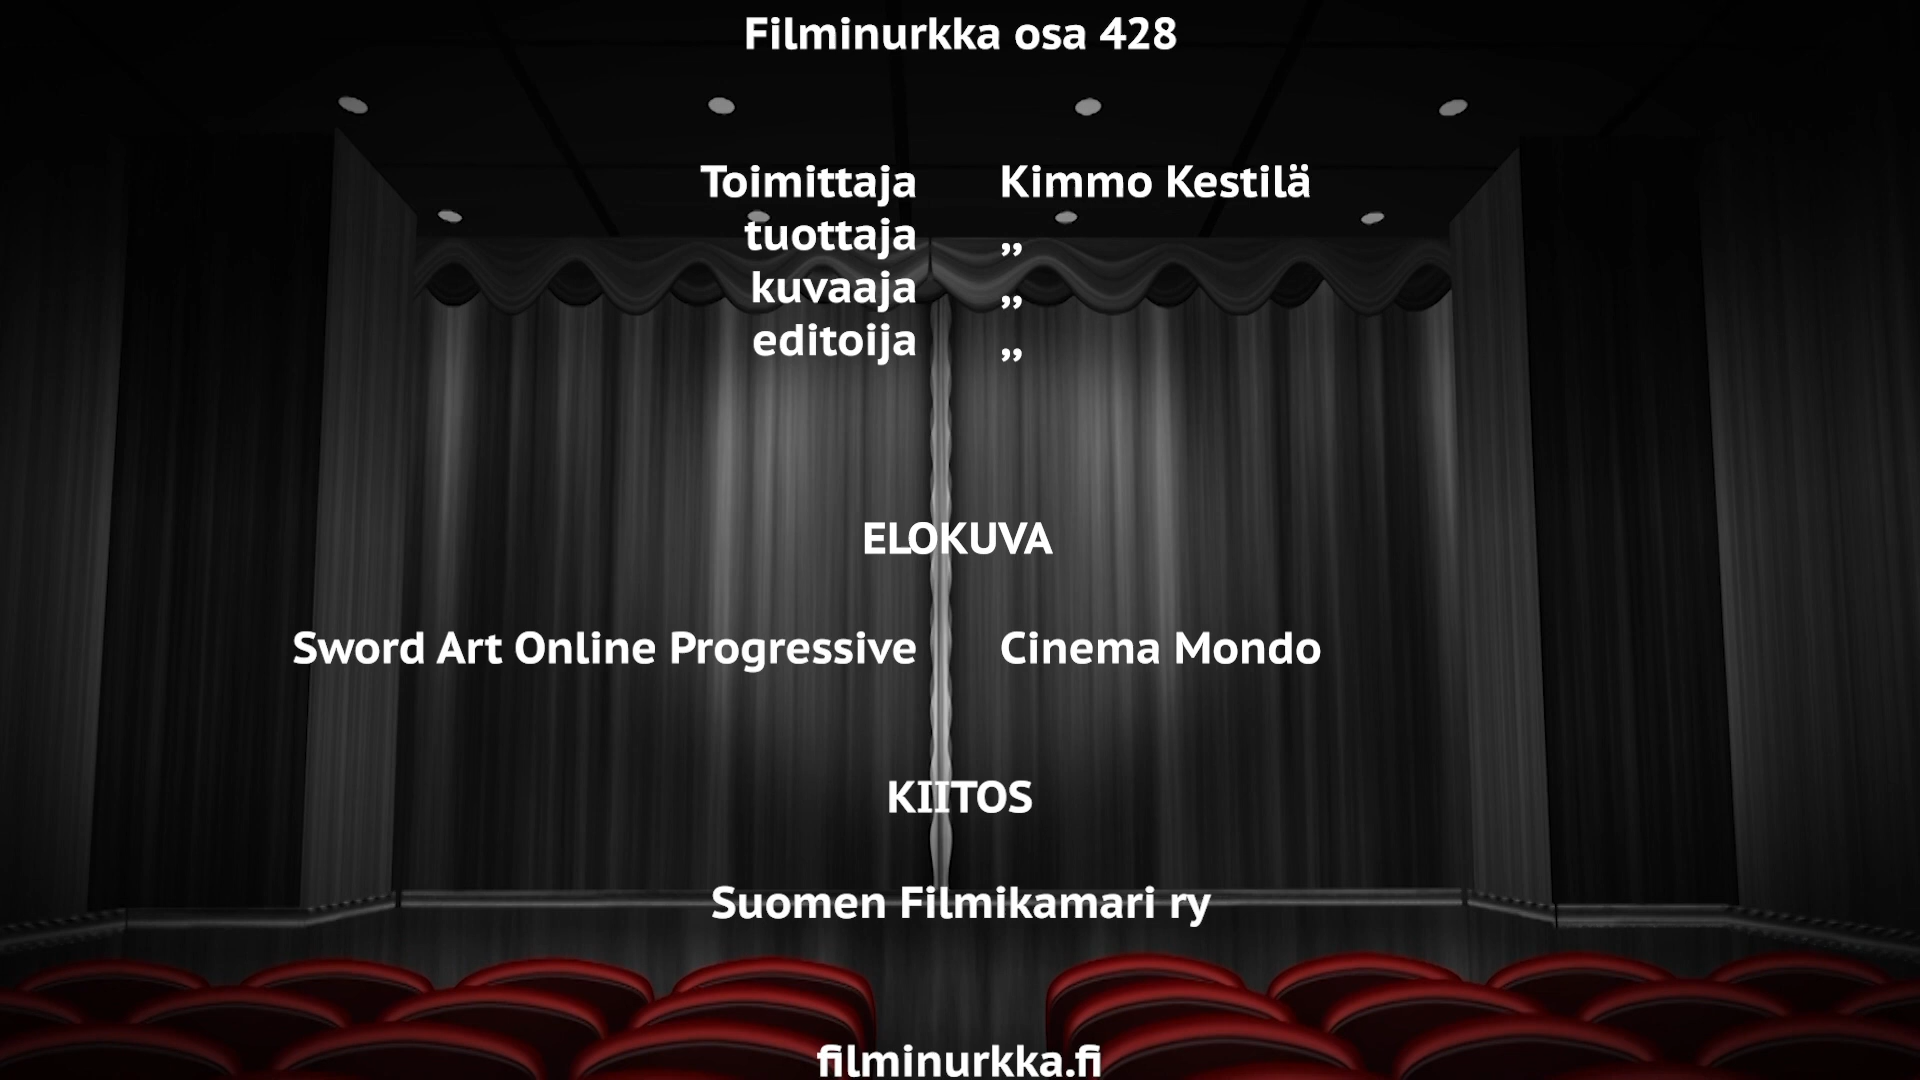 Filminurkka osa 428
Toimittaja Kimmo Kestilä
tuottaja ,,
kuvaaja ,,
editoija ,,
ELOKUVA
Sword Art Online Progressive Cinema Mondo
KIITOS
Suomen Filmikamari ry
filminurkka.fi